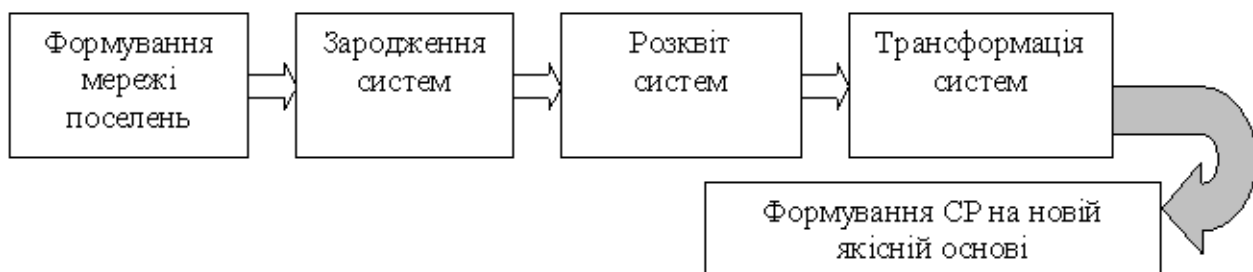 Формування
мережі
поселень
Зародження
систем
Розквіт
систем
Трансформація
систем
Формування СР на новій
якісній основі